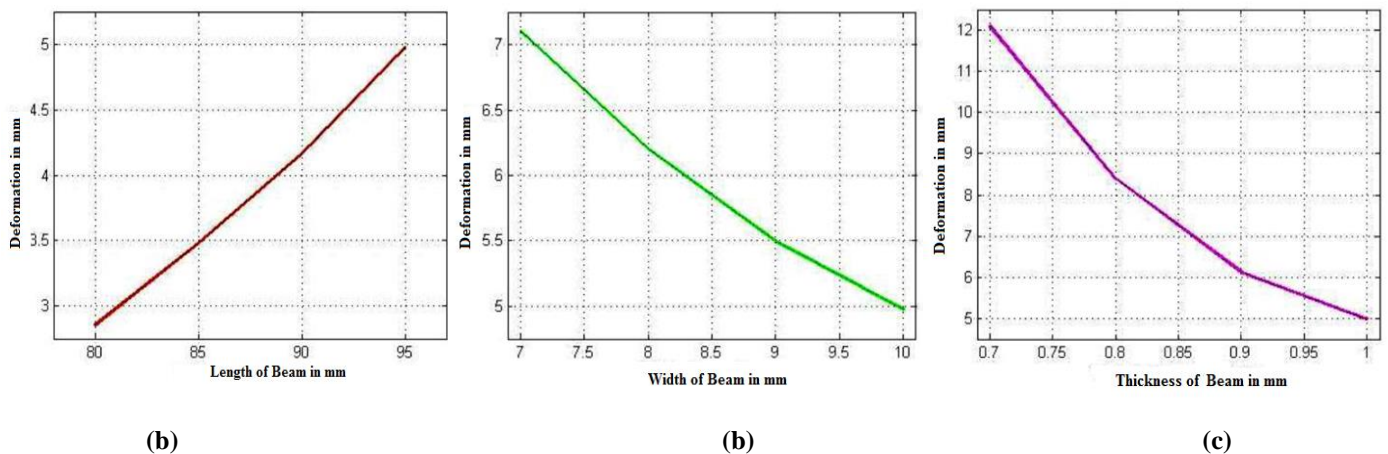 Deformation in mm
5
4.5
4
3.5
3
80 85 90 95
Length of Beam in mm
(b)
Deformation in mm
7
6.5
6
5.5
5
7 7.5 8 8.5 9 9.5 10
Width of Beam in mm
(b)
Deformation in mm
12
11
10
9
8
7
6
5
0.7 0.75 0.8 0.85 0.9 0.95 1
Thickness of Beam in mm
(c)